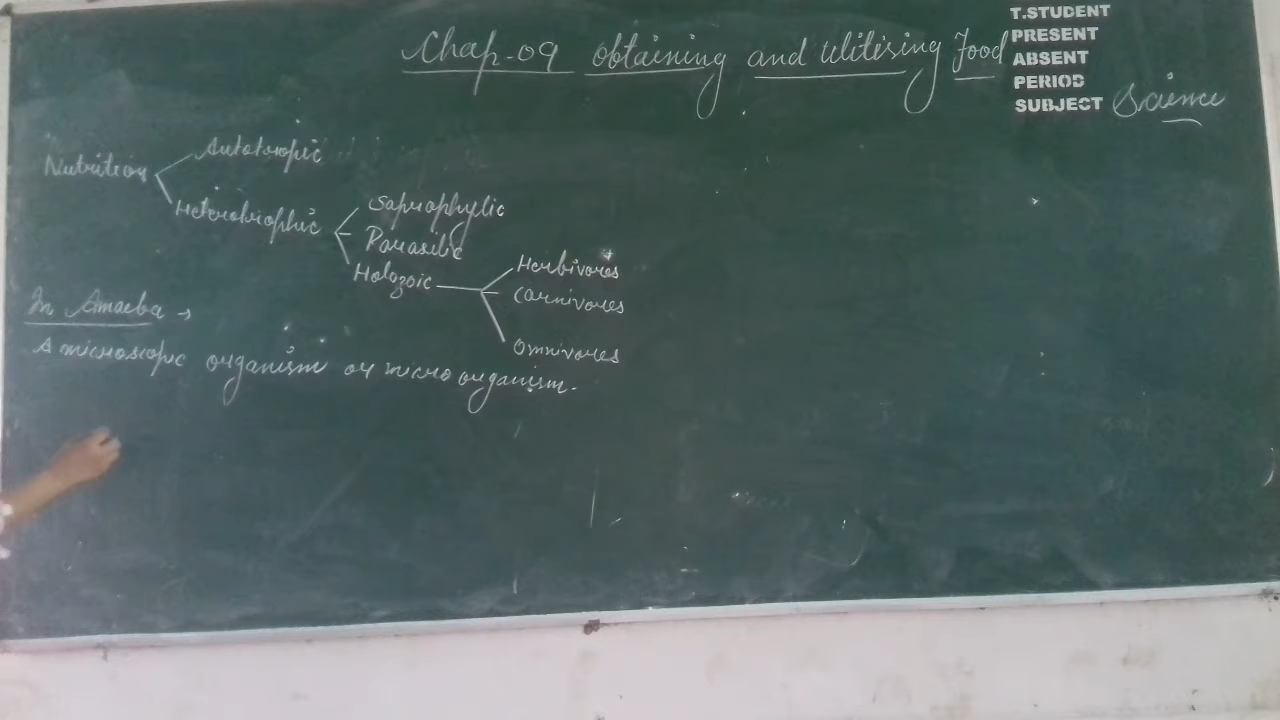 Chap-09 obtaining and Utilising Food
T.STUDENT
PRESENT
ABSENT
PERIOD
SUBJECT Science
Nutrition
Autotropic
Heterotrophic
Saprophytic
Parasitic
Holozoic
Herbivores
Carnivores
Omnivores
In Amaeba →
A microscopic organism or micro organism.